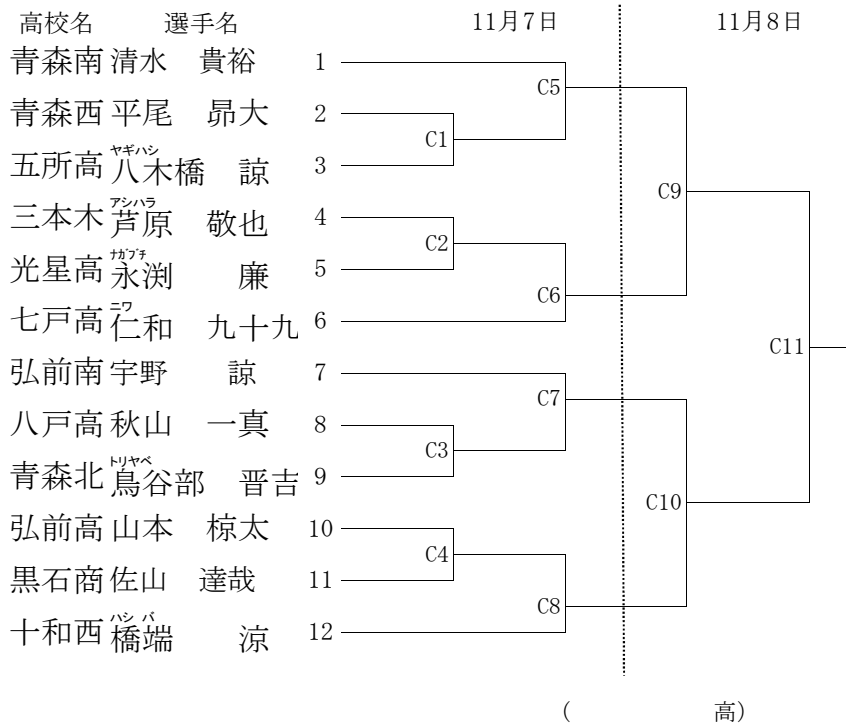 高校名 選手名 11月7日 11月8日
青森南 清水 貴裕 1
C5
青森西 平尾 昴大 2
C1
ヤギハシ
五所高 八木橋 諒 3
C9
アシハラ
三本木 芦原 敬也 4
C2
ナガブチ
光星高 永渕 廉 5
C6
ニワ
七戸高 仁和 九十九 6
C11
弘前南 宇野 諒 7
C7
八戸高 秋山 一真 8
C3
トリヤベ
青森北 鳥谷部 晋吉 9
C10
弘前高 山本 椋太 10
C4
黒石商 佐山 達哉 11
C8
ハシ バ
十和西 橋端 涼 12
( 高)